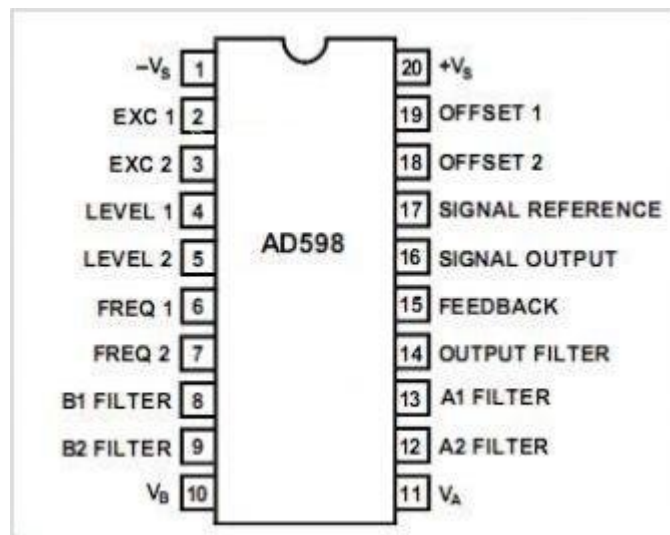 –Vs 1 20 +Vs
EXC 1 2 19 OFFSET 1
EXC 2 3 18 OFFSET 2
LEVEL 1 4 17 SIGNAL REFERENCE
AD598
LEVEL 2 5 16 SIGNAL OUTPUT
FREQ 1 6 15 FEEDBACK
FREQ 2 7 14 OUTPUT FILTER
B1 FILTER 8 13 A1 FILTER
B2 FILTER 9 12 A2 FILTER
VB 10 11 VA